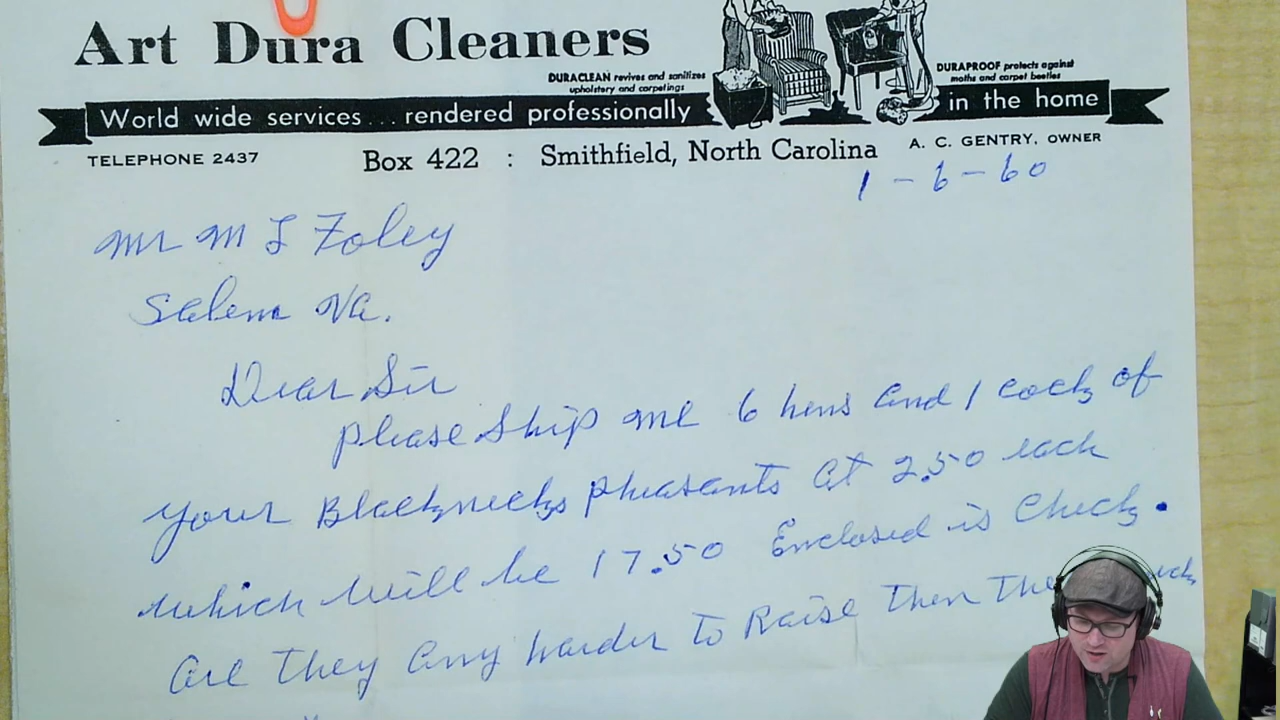 Art Dura Cleaners
DURACLEAN revives and sanitizes
upholstery and carpetings
DURAPROOF protects against
moths and carpet beetles
World wide services ... rendered professionally in the home
TELEPHONE 2437
Box 422 : Smithfield, North Carolina
A. C. GENTRY, OWNER
1-6-60
Mr M L Foley
Salem Va.
Dear Sir
Please Ship me 6 hens and 1 cock of
your Blacknecks pheasants at 2.50 each
which will be 17.50 Enclosed is Check.
are they any harder to Raise then